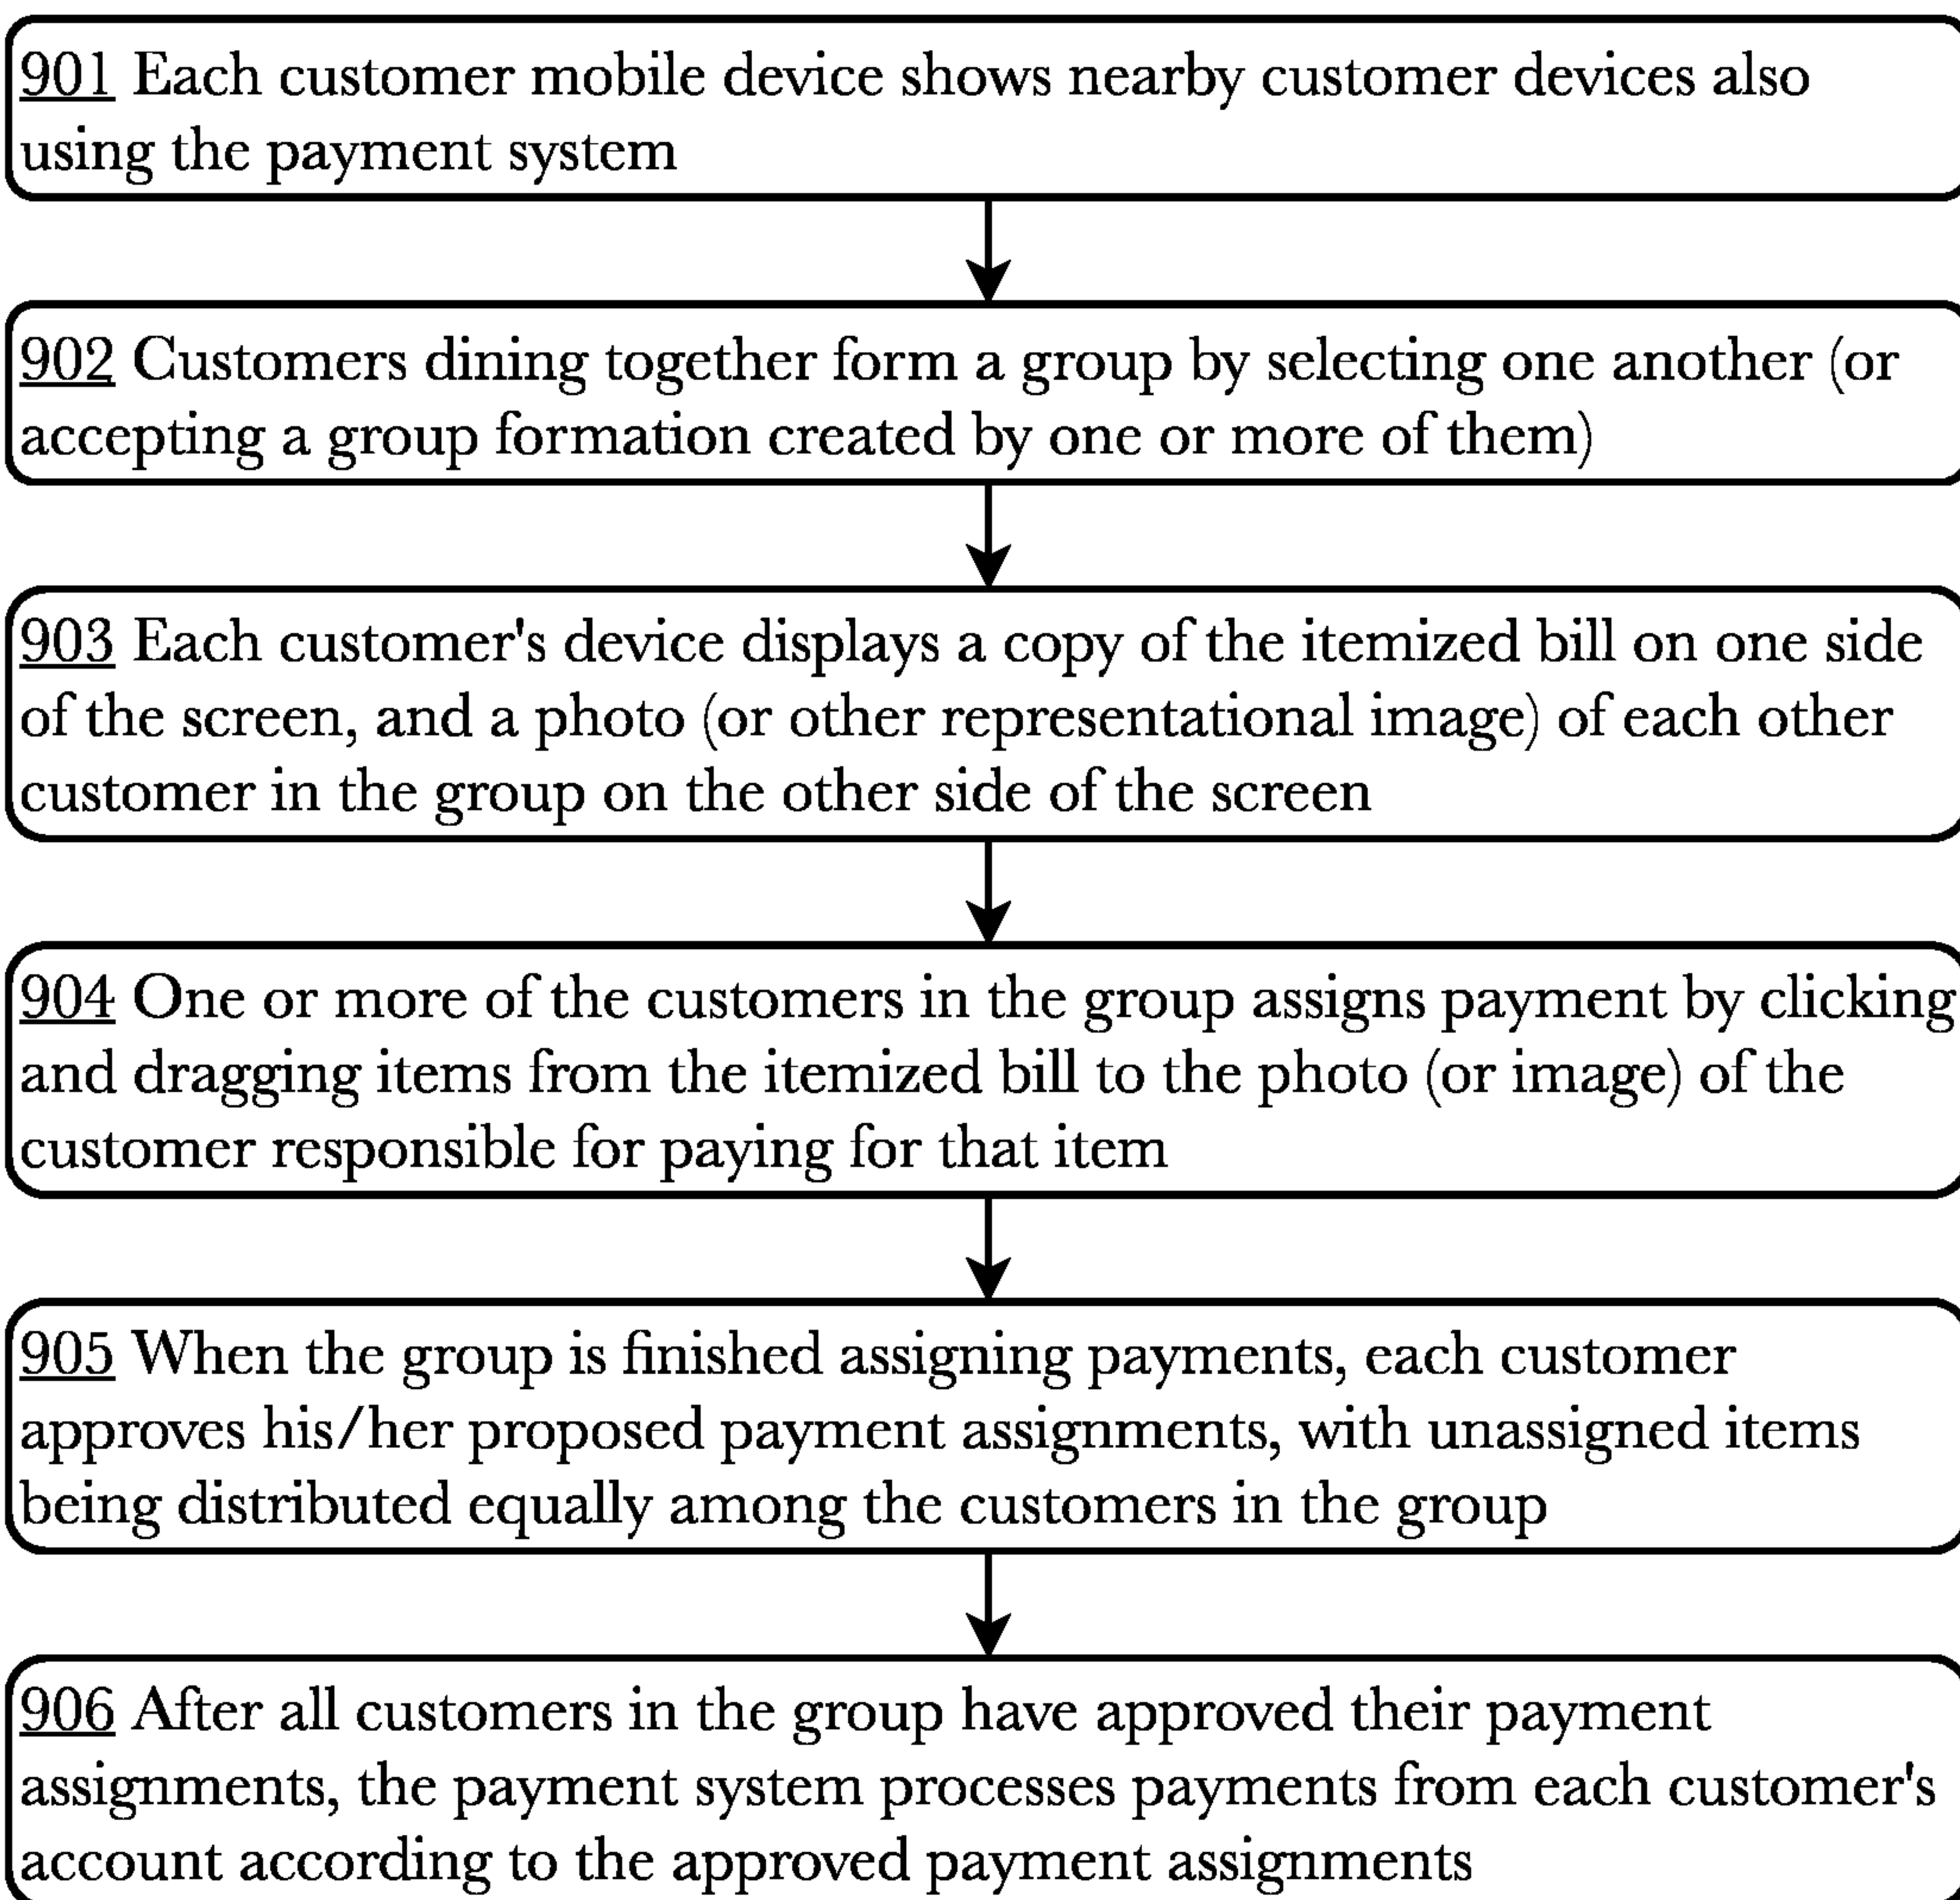 901 Each customer mobile device shows nearby customer devices also
using the payment system
902 Customers dining together form a group by selecting one another (or
accepting a group formation created by one or more of them)
903 Each customer's device displays a copy of the itemized bill on one side
of the screen, and a photo (or other representational image) of each other
customer in the group on the other side of the screen
904 One or more of the customers in the group assigns payment by clicking
and dragging items from the itemized bill to the photo (or image) of the
customer responsible for paying for that item
905 When the group is finished assigning payments, each customer
approves his/her proposed payment assignments, with unassigned items
being distributed equally among the customers in the group
906 After all customers in the group have approved their payment
assignments, the payment system processes payments from each customer's
account according to the approved payment assignments